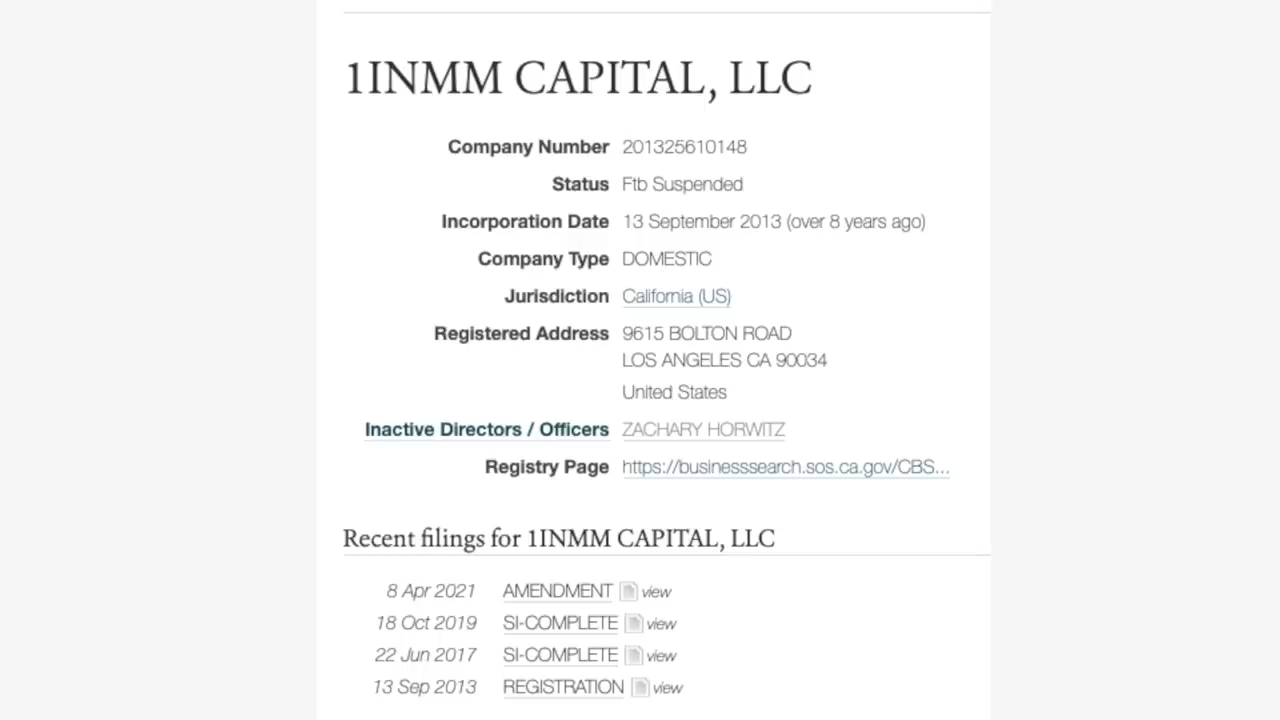 1INMM CAPITAL, LLC
Company Number 201325610148
Status Ftb Suspended
Incorporation Date 13 September 2013 (over 8 years ago)
Company Type DOMESTIC
Jurisdiction California (US)
Registered Address 9615 BOLTON ROAD
LOS ANGELES CA 90034
United States
Inactive Directors / Officers ZACHARY HORWITZ
Registry Page https://businesssearch.sos.ca.gov/CBS...
Recent filings for 1INMM CAPITAL, LLC
8 Apr 2021 AMENDMENT view
18 Oct 2019 SI-COMPLETE view
22 Jun 2017 SI-COMPLETE view
13 Sep 2013 REGISTRATION view